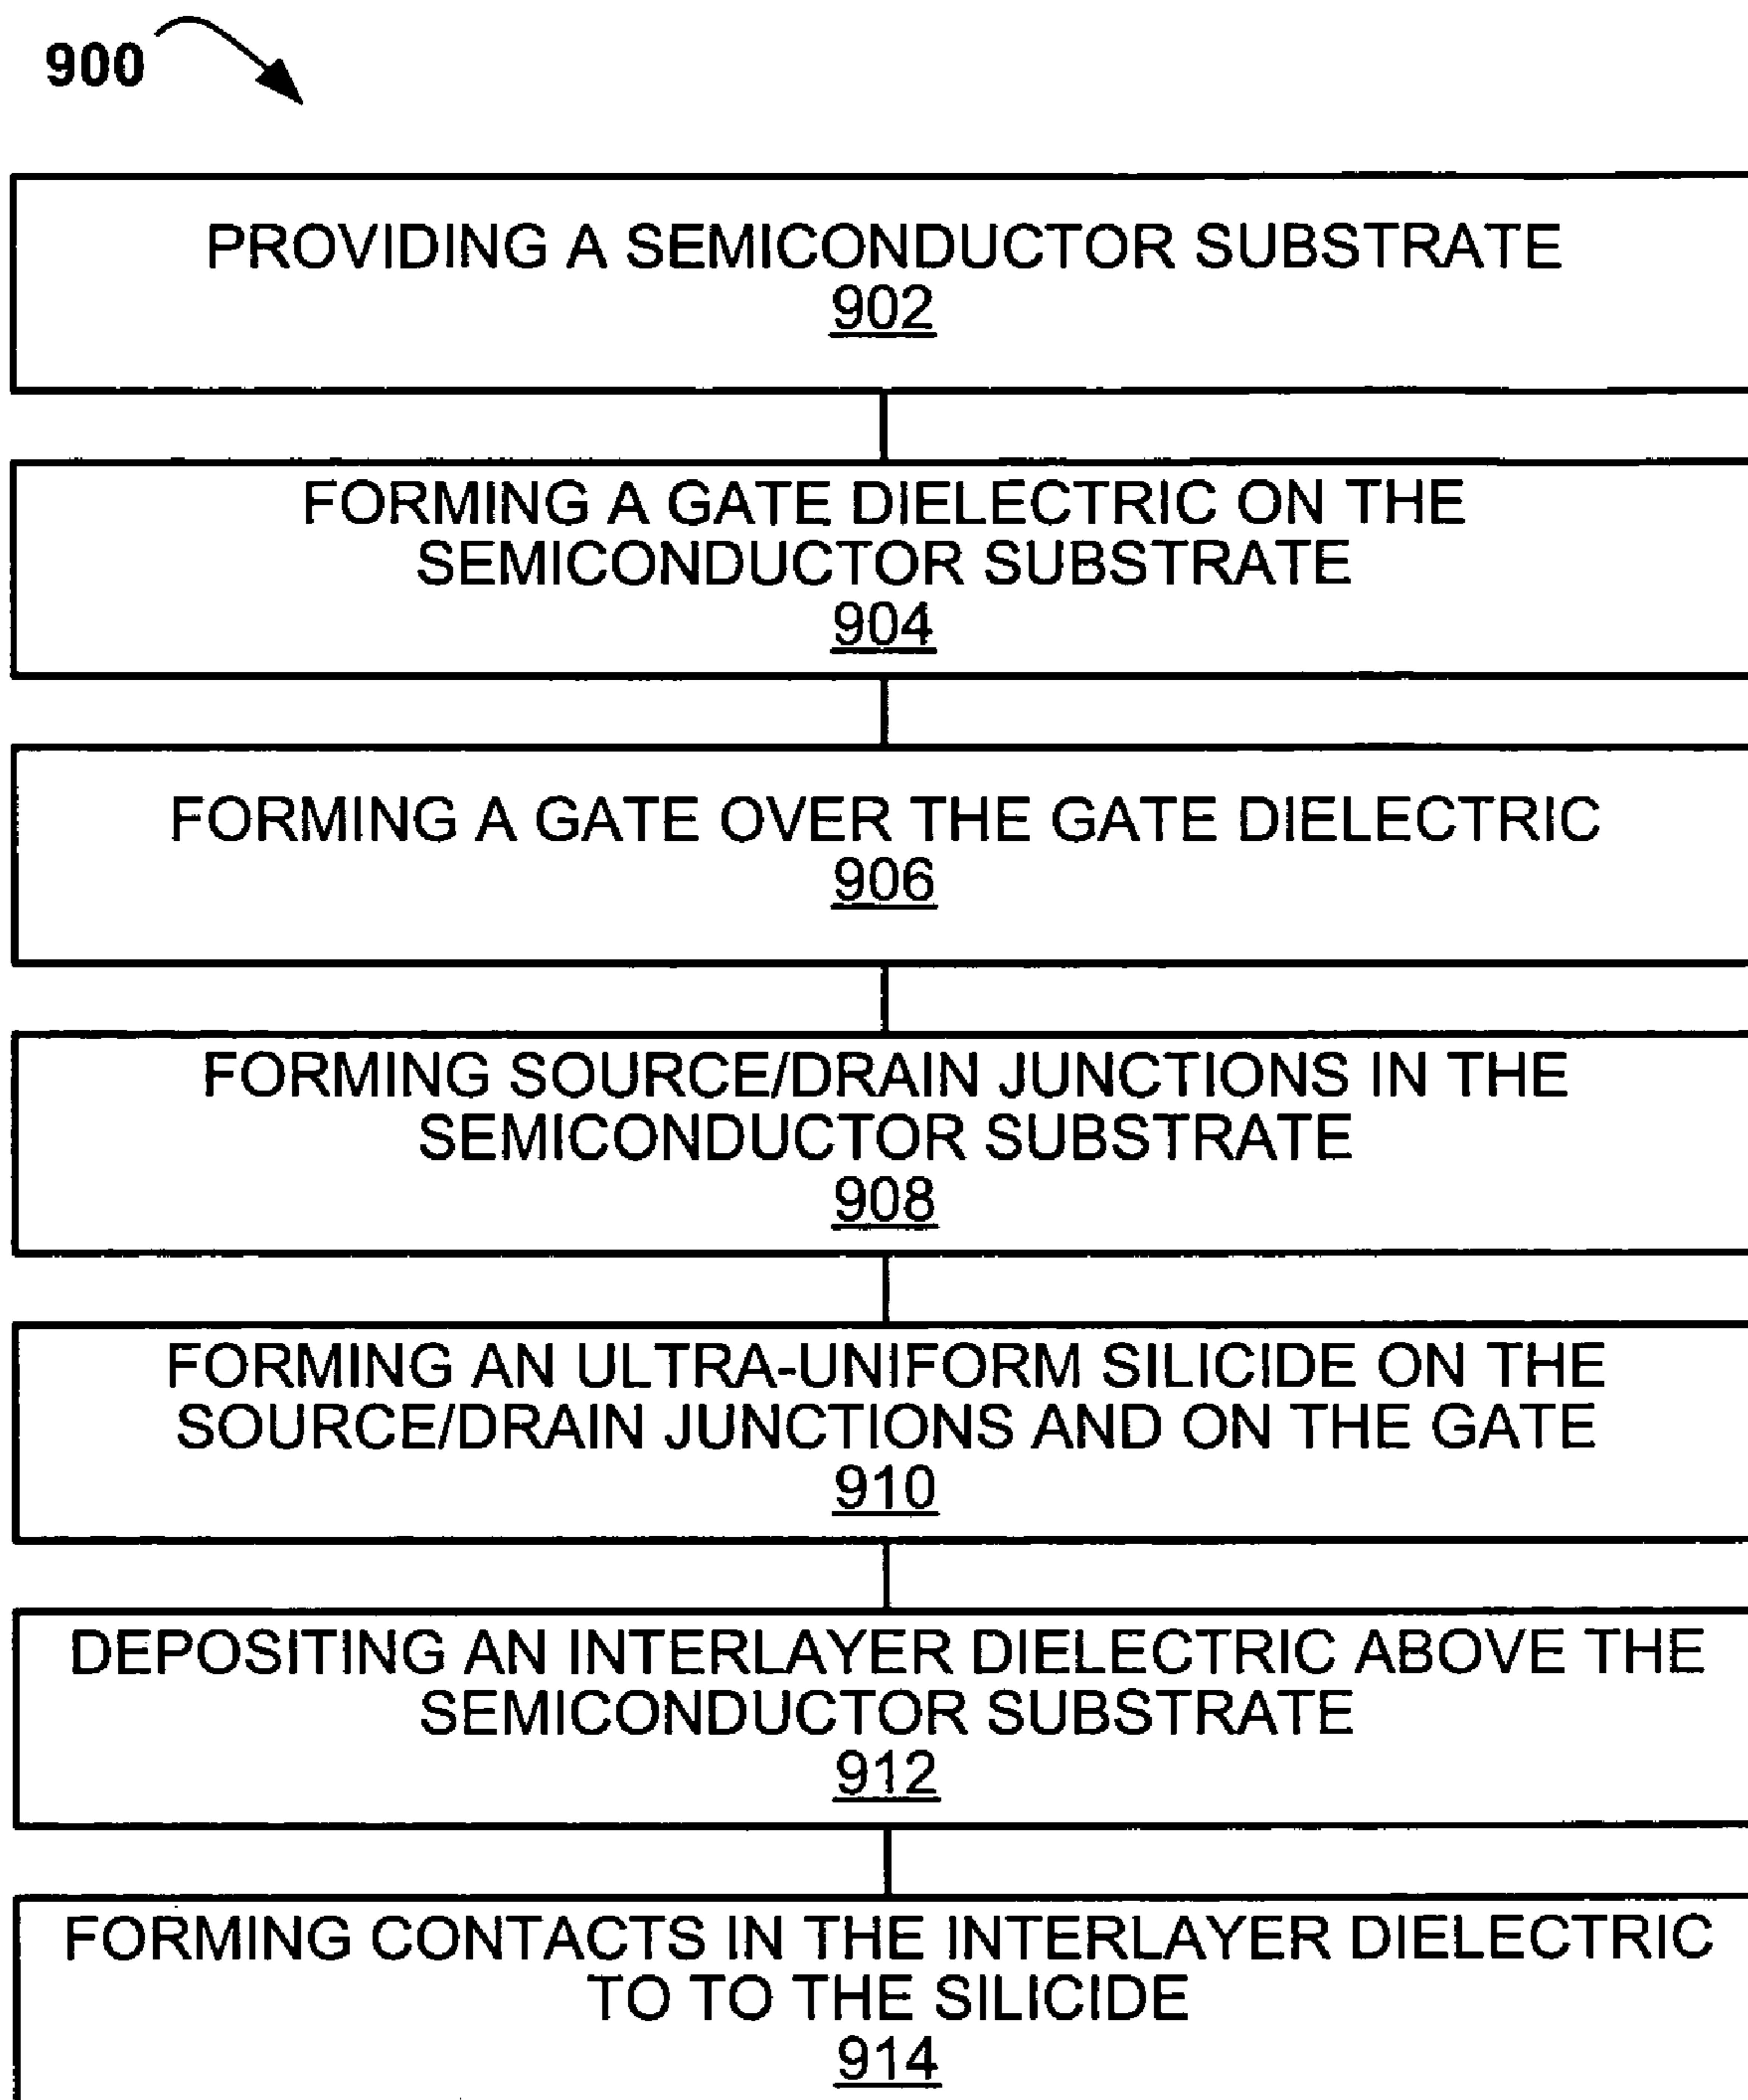 900
PROVIDING A SEMICONDUCTOR SUBSTRATE
902
FORMING A GATE DIELECTRIC ON THE
SEMICONDUCTOR SUBSTRATE
904
FORMING A GATE OVER THE GATE DIELECTRIC
906
FORMING SOURCE/DRAIN JUNCTIONS IN THE
SEMICONDUCTOR SUBSTRATE
908
FORMING AN ULTRA-UNIFORM SILICIDE ON THE
SOURCE/DRAIN JUNCTIONS AND ON THE GATE
910
DEPOSITING AN INTERLAYER DIELECTRIC ABOVE THE
SEMICONDUCTOR SUBSTRATE
912
FORMING CONTACTS IN THE INTERLAYER DIELECTRIC
TO TO THE SILICIDE
914